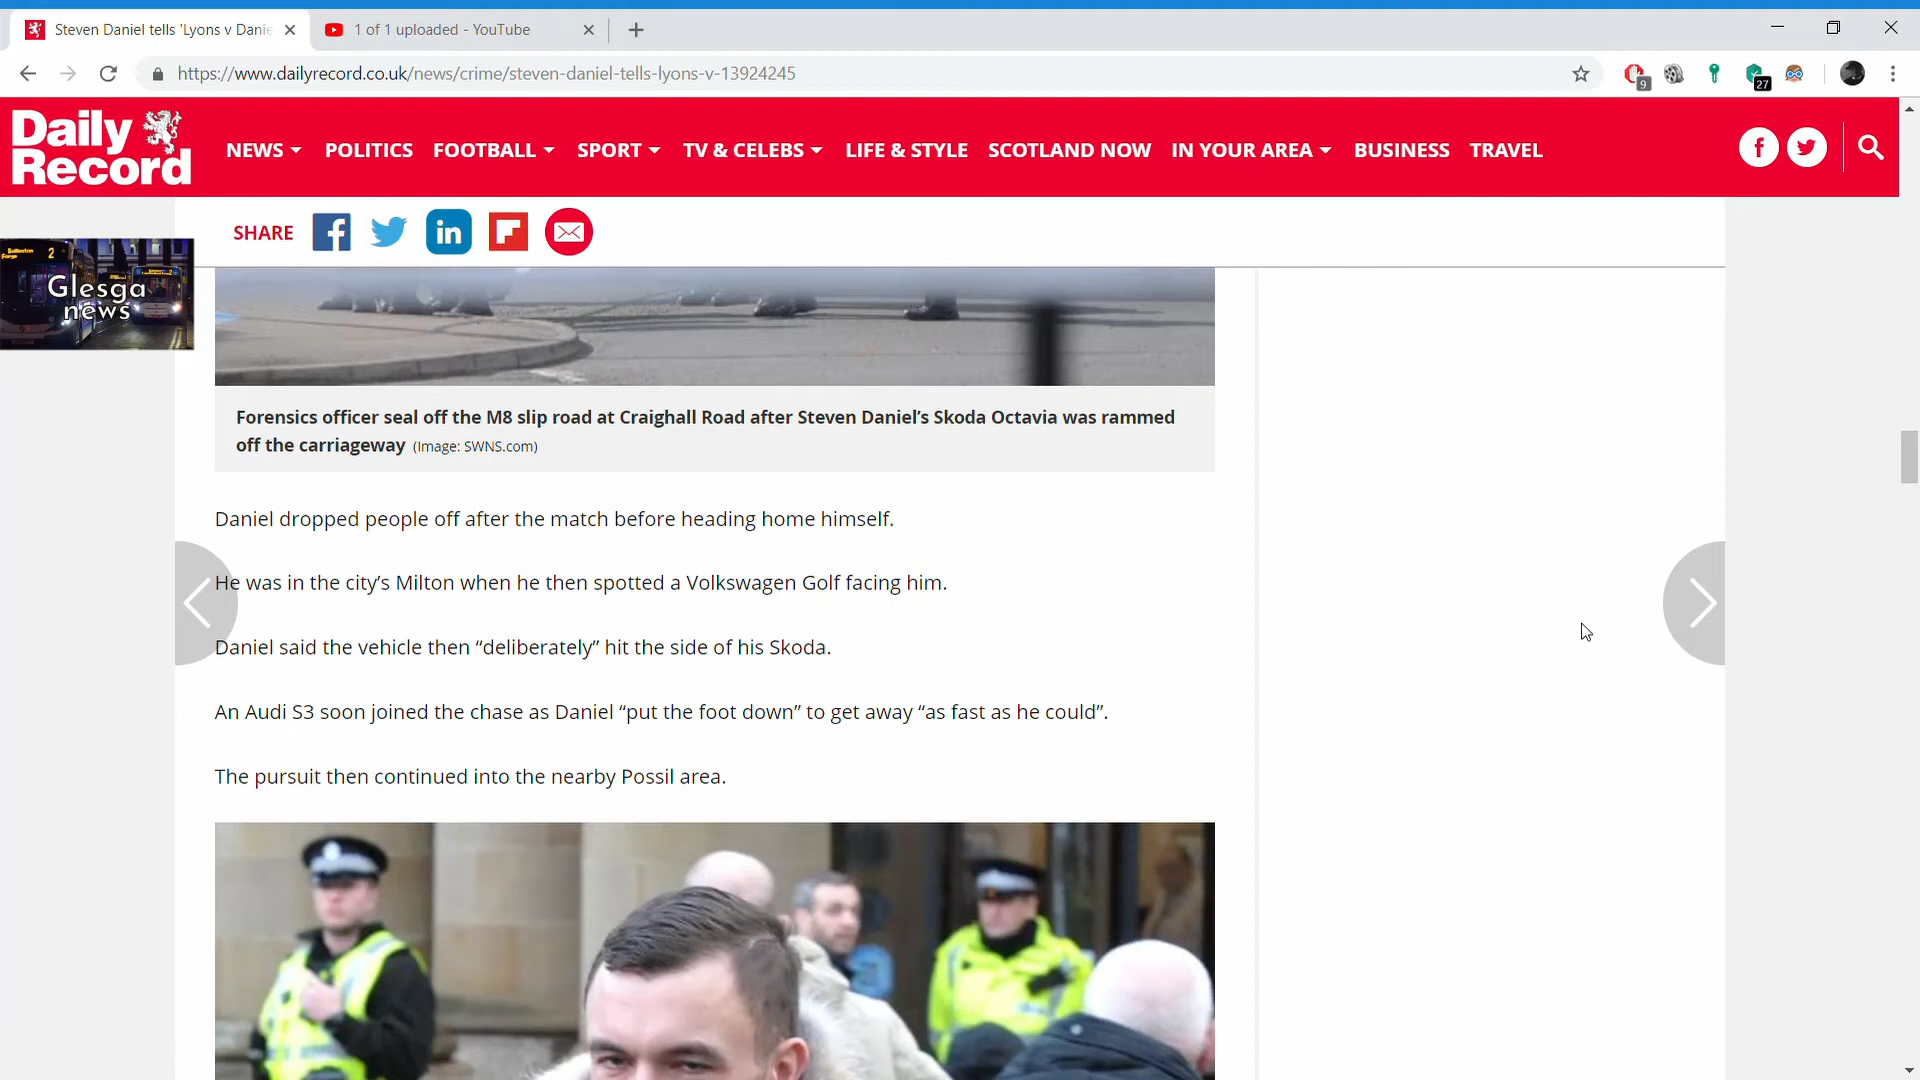 Steven Daniel tells 'Lyons v Danie
1 of 1 uploaded - YouTube
https://www.dailyrecord.co.uk/news/crime/steven-daniel-tells-lyons-v-13924245
9
27
Daily
Record
NEWS
POLITICS
FOOTBALL
SPORT
TV & CELEBS
LIFE & STYLE
SCOTLAND NOW
IN YOUR AREA
BUSINESS
TRAVEL
SHARE
2
Glesga
news
Forensics officer seal off the M8 slip road at Craighall Road after Steven Daniel’s Skoda Octavia was rammed
off the carriageway (Image: SWNS.com)
Daniel dropped people off after the match before heading home himself.
He was in the city’s Milton when he then spotted a Volkswagen Golf facing him.
Daniel said the vehicle then “deliberately” hit the side of his Skoda.
An Audi S3 soon joined the chase as Daniel “put the foot down” to get away “as fast as he could”.
The pursuit then continued into the nearby Possil area.